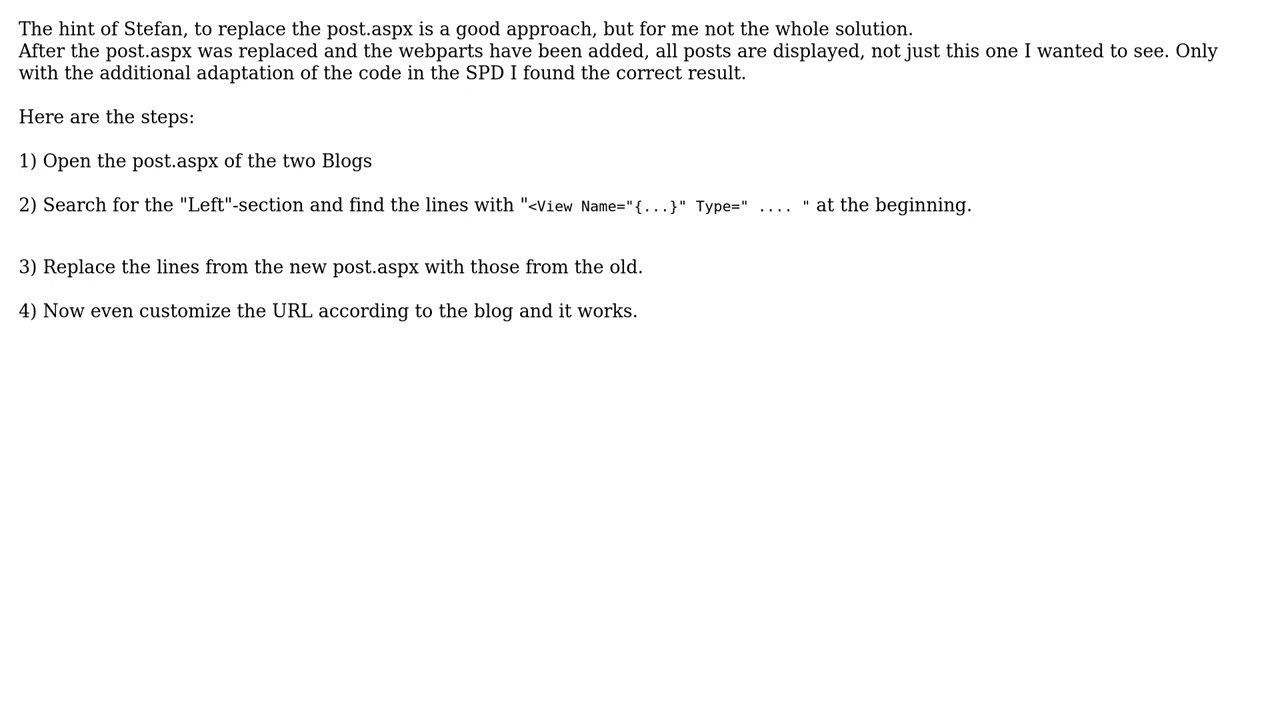 The hint of Stefan, to replace the post.aspx is a good approach, but for me not the whole solution.
After the post.aspx was replaced and the webparts have been added, all posts are displayed, not just this one I wanted to see. Only
with the additional adaptation of the code in the SPD I found the correct result.
Here are the steps:
1) Open the post.aspx of the two Blogs
2) Search for the "Left"-section and find the lines with "<View Name="{...}" Type=" .... " at the beginning.
3) Replace the lines from the new post.aspx with those from the old.
4) Now even customize the URL according to the blog and it works.